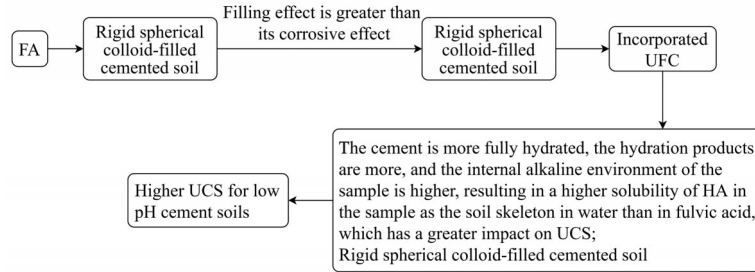 FA
Rigid spherical
colloid-filled
cemented soil
Filling effect is greater than
its corrosive effect
Rigid spherical
colloid-filled
cemented soil
Incorporated
UFC
The cement is more fully hydrated, the hydration products
are more, and the internal alkaline environment of the
sample is higher, resulting in a higher solubility of HA in
the sample as the soil skeleton in water than in fulvic acid,
which has a greater impact on UCS;
Rigid spherical colloid-filled cemented soil
Higher UCS for low
pH cement soils